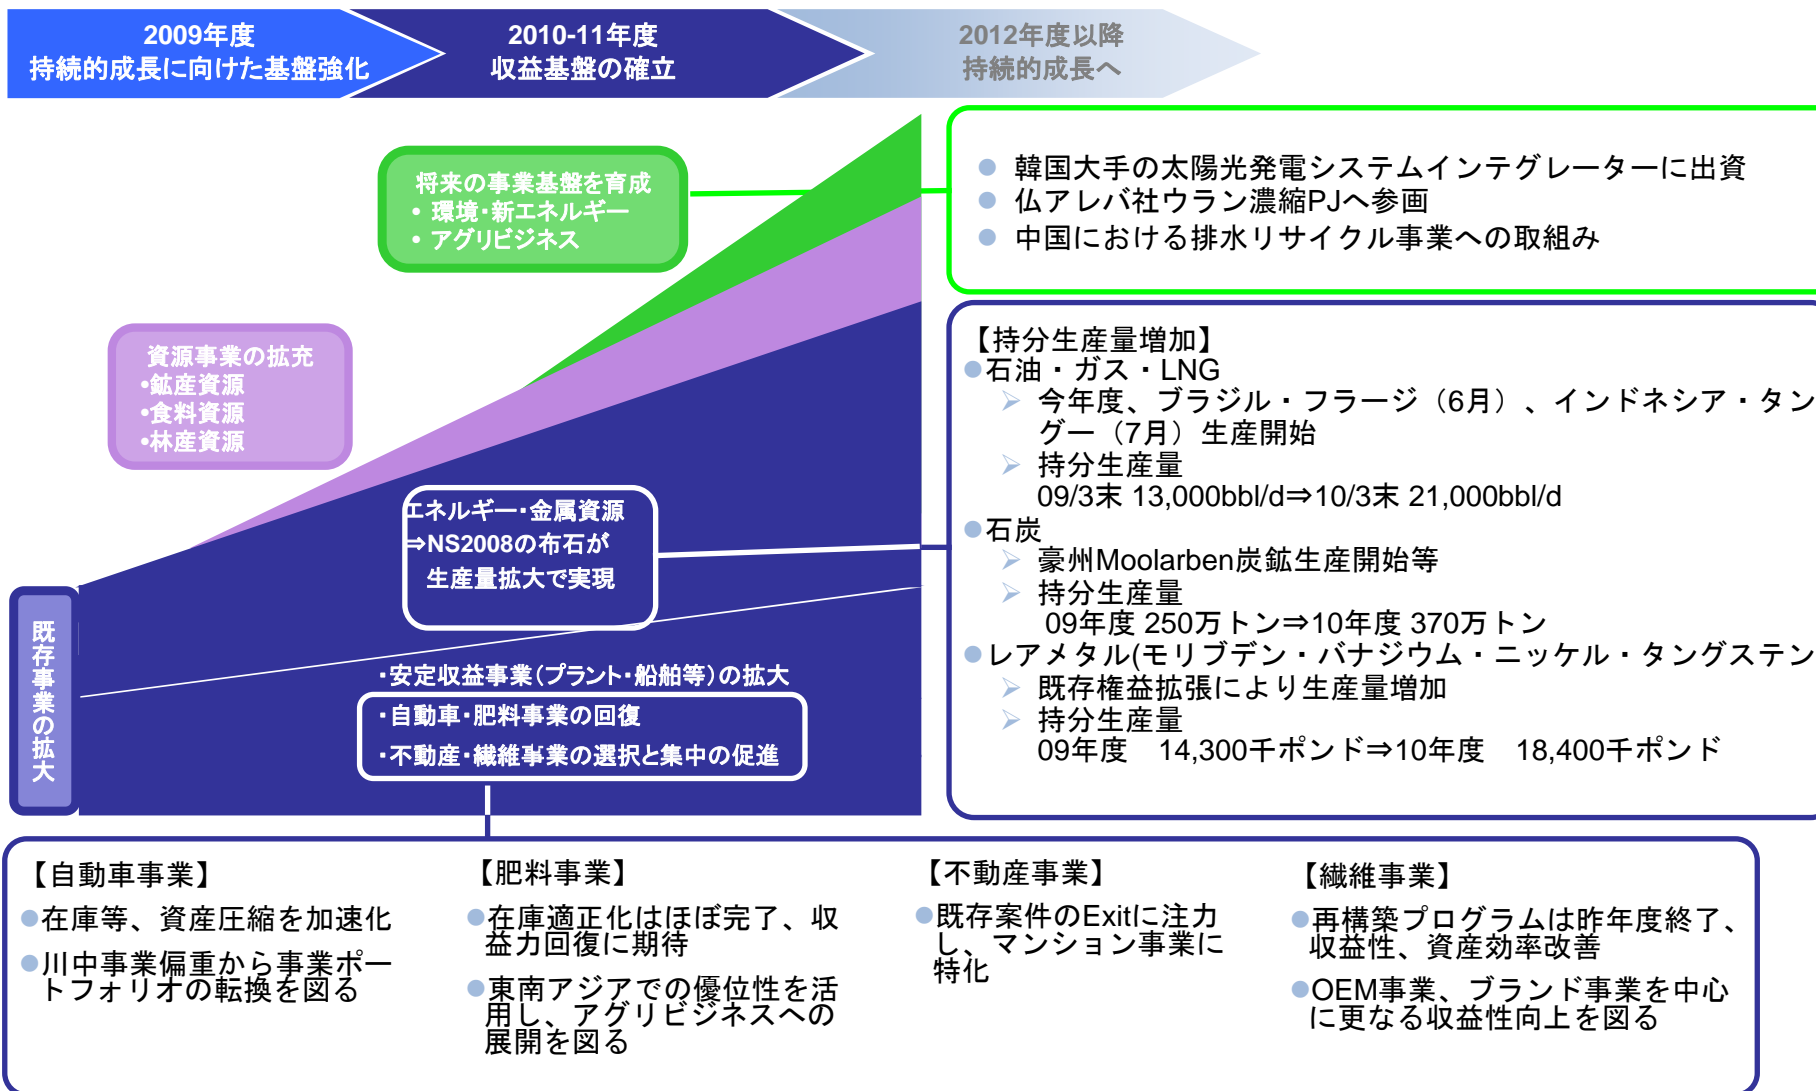 2009年度
持続的成長に向けた基盤強化
2010-11年度
収益基盤の確立
2012年度以降
持続的成長へ
将来の事業基盤を育成
• 環境・新エネルギー
• アグリビジネス
● 韓国大手の太陽光発電システムインテグレーターに出資
● 仏アレバ社ウラン濃縮PJへ参画
● 中国における排水リサイクル事業への取組み
資源事業の拡充
•鉱産資源
•食料資源
•林産資源
【持分生産量増加】
●石油・ガス・LNG
➢ 今年度、ブラジル・フラージ（6月）、インドネシア・タン
グー（7月）生産開始
➢ 持分生産量
09/3末 13,000bbl/d⇒10/3末 21,000bbl/d
●石炭
➢ 豪州Moolarben炭鉱生産開始等
➢ 持分生産量
09年度 250万トン⇒10年度 370万トン
●レアメタル(モリブデン・バナジウム・ニッケル・タングステン
➢ 既存権益拡張により生産量増加
➢ 持分生産量
09年度　14,300千ポンド⇒10年度　18,400千ポンド
エネルギー・金属資源
⇒NS2008の布石が
生産量拡大で実現
既存事業の拡大
・安定収益事業（プラント・船舶等）の拡大
・自動車・肥料事業の回復
・不動産・繊維事業の選択と集中の促進
【自動車事業】
●在庫等、資産圧縮を加速化
●川中事業偏重から事業ポー
トフォリオの転換を図る
【肥料事業】
●在庫適正化はほぼ完了、収
益力回復に期待
●東南アジアでの優位性を活
用し、アグリビジネスへの
展開を図る
【不動産事業】
●既存案件のExitに注力
し、マンション事業に
特化
【繊維事業】
●再構築プログラムは昨年度終了、
収益性、資産効率改善
●OEM事業、ブランド事業を中心
に更なる収益性向上を図る